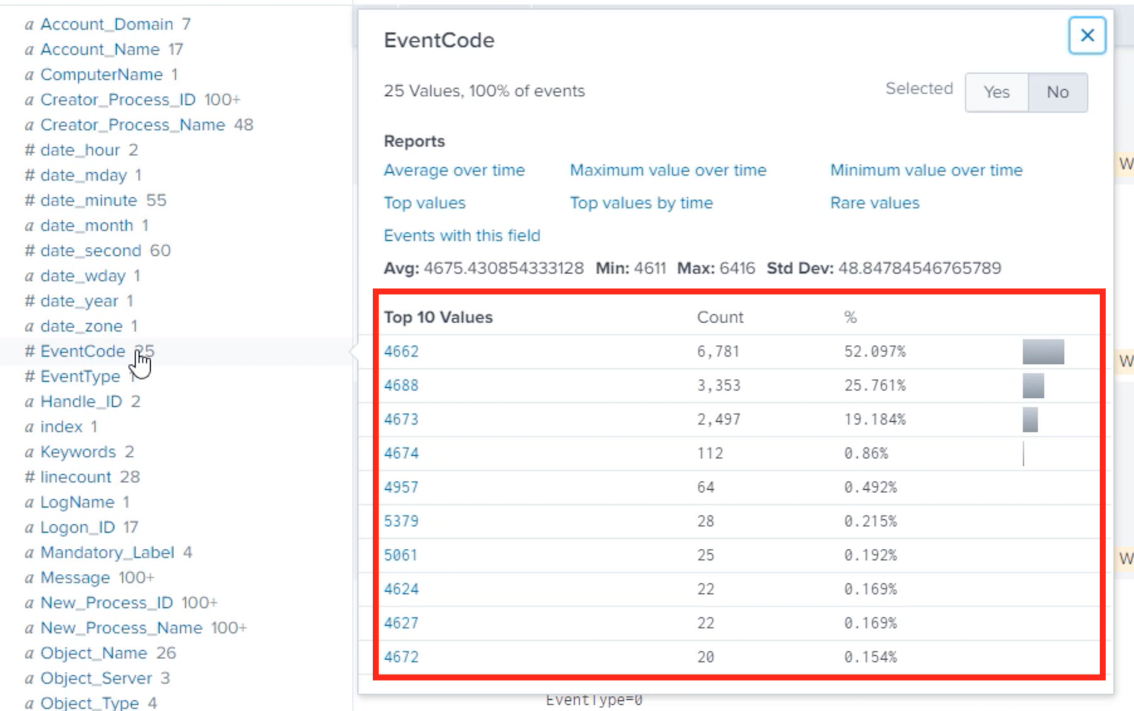 a Account_Domain 7
a Account_Name 17
a ComputerName 1
a Creator_Process_ID 100+
a Creator_Process_Name 48
# date_hour 2
# date_mday 1
# date_minute 55
a date_month 1
# date_second 60
a date_wday 1
# date_year 1
a date_zone 1
# EventCode 25
# EventType 1
a Handle_ID 2
a index 1
a Keywords 2
# linecount 28
a LogName 1
a Logon_ID 17
a Mandatory_Label 4
a Message 100+
a New_Process_ID 100+
a New_Process_Name 100+
a Object_Name 26
a Object_Server 3
a Object_Type 4
EventCode
25 Values, 100% of events
Selected Yes No
Reports
Average over time Maximum value over time Minimum value over time
Top values Top values by time Rare values
Events with this field
Avg: 4675.430854333128 Min: 4611 Max: 6416 Std Dev: 48.84784546765789
Top 10 Values Count %
4662 6,781 52.097%
4688 3,353 25.761%
4673 2,497 19.184%
4674 112 0.86%
4957 64 0.492%
5379 28 0.215%
5061 25 0.192%
4624 22 0.169%
4627 22 0.169%
4672 20 0.154%
EventType=0
W
W
W